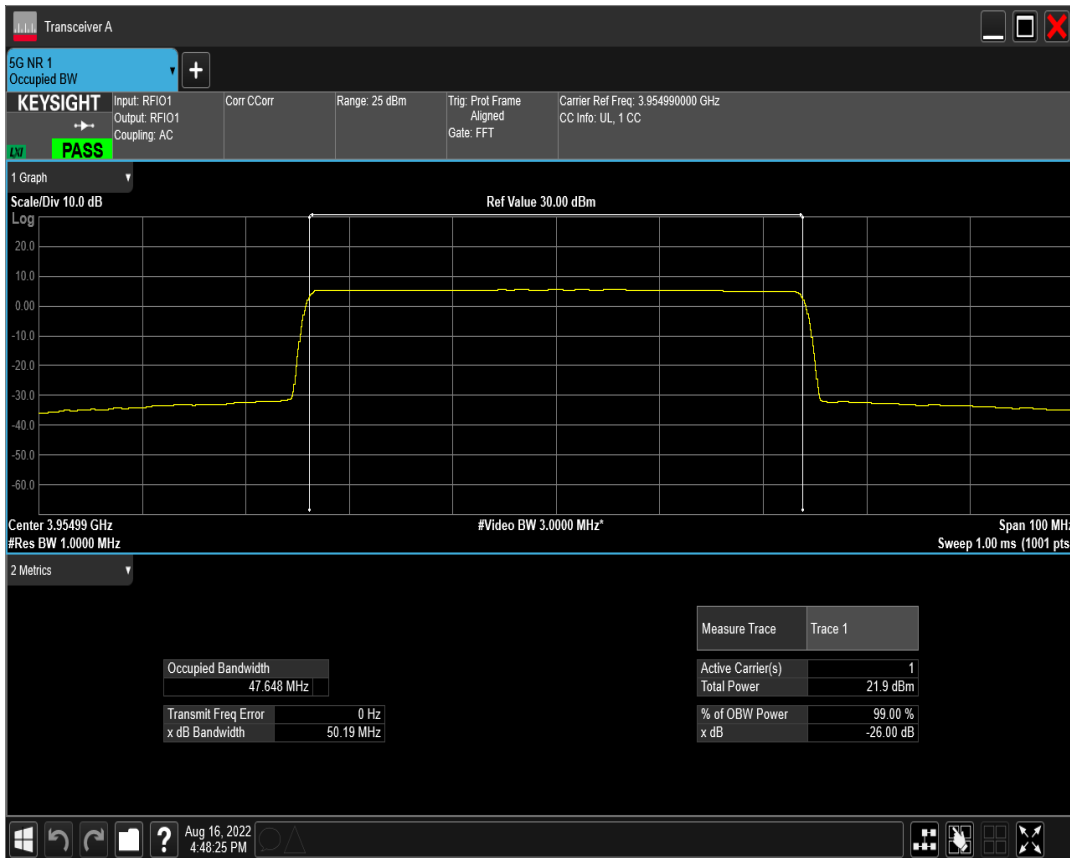 Transceiver A
5G NR 1
Occupied BW
KEYSIGHT
LXI
PASS
Input: RFIO1
Output: RFIO1
Coupling: AC
Corr CCorr
Range: 25 dBm
Trig: Prot Frame
Aligned
Gate: FFT
Carrier Ref Freq: 3.954990000 GHz
CC Info: UL, 1 CC
1 Graph
Scale/Div 10.0 dB
Ref Value 30.00 dBm
Log
20.0
10.0
0.00
-10.0
-20.0
-30.0
-40.0
-50.0
-60.0
Center 3.95499 GHz
#Video BW 3.0000 MHz*
Span 100 MHz
#Res BW 1.0000 MHz
Sweep 1.00 ms (1001 pts
2 Metrics
Measure Trace Trace 1
Occupied Bandwidth
47.648 MHz
Active Carrier(s) 1
Total Power 21.9 dBm
Transmit Freq Error 0 Hz
x dB Bandwidth 50.19 MHz
% of OBW Power 99.00 %
x dB -26.00 dB
?
Aug 16, 2022
4:48:25 PM